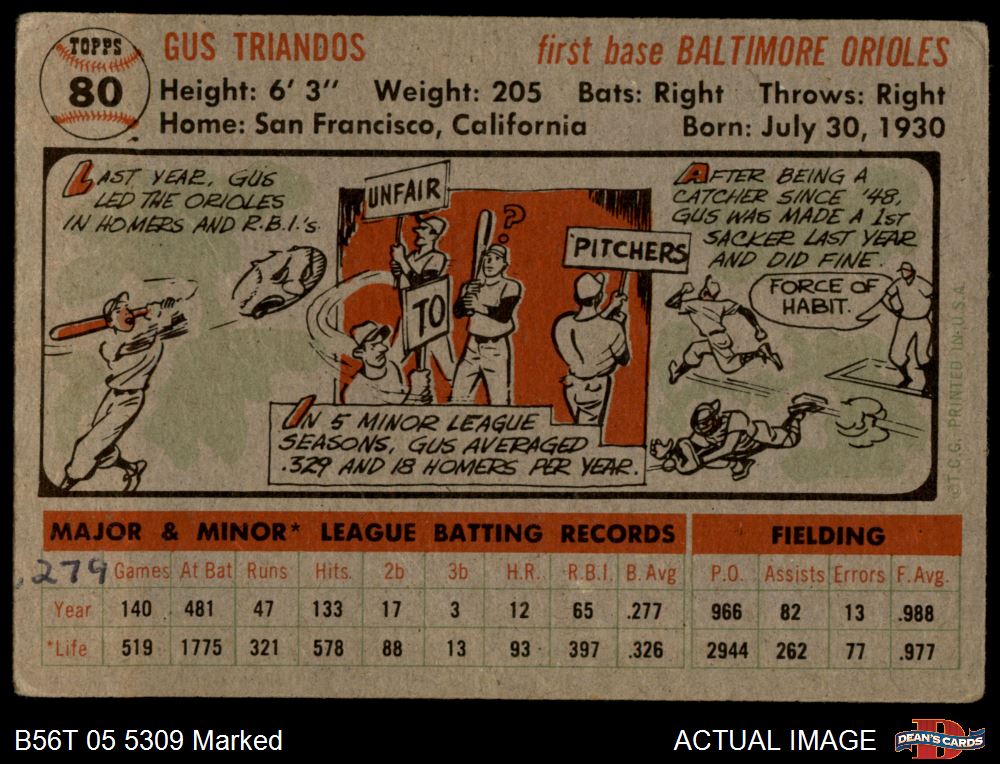 TOPPS
80
GUS TRIANDOS
first base BALTIMORE ORIOLES
Height: 6' 3" Weight: 205 Bats: Right Throws: Right
Home: San Francisco, California Born: July 30, 1930
LAST YEAR, GUS
LED THE ORIOLES
IN HOMERS AND R.B.I.'s.
UNFAIR
TO
PITCHERS
?
IN 5 MINOR LEAGUE
SEASONS, GUS AVERAGED
.329 AND 18 HOMERS PER YEAR.
AFTER BEING A
CATCHER SINCE '48,
GUS WAS MADE A 1ST
SACKER LAST YEAR
AND DID FINE.
FORCE OF
HABIT.
©T.C.G. PRINTED IN U.S.A.
MAJOR & MINOR* LEAGUE BATTING RECORDS FIELDING
.279 Games At Bat Runs Hits. 2b 3b H.R. R.B.I. B. Avg P.O. Assists Errors F. Avg.
Year 140 481 47 133 17 3 12 65 .277 966 82 13 .988
*Life 519 1775 321 578 88 13 93 397 .326 2944 262 77 .977
B56T 05 5309 Marked
ACTUAL IMAGE
DEAN'S CARDS